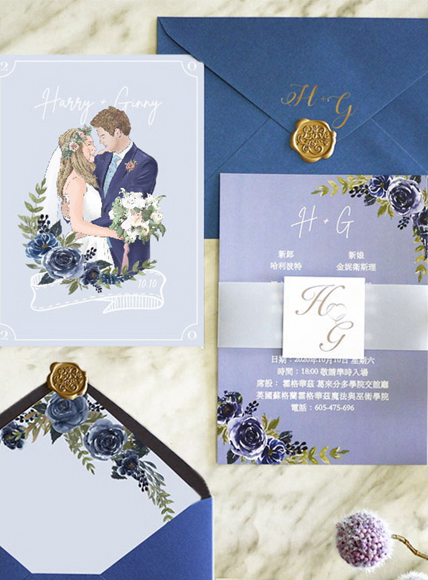 Harry + Ginny
10.10
2
0
2
0
H + G
H + G
新郎 新娘
哈利波特 金妮衛斯理
H
G
日期：2020年10月10日 星期六
時間：18:00 敬請準時入場
席設： 霍格華茲 葛來分多學院交誼廳
英國蘇格蘭霍格華茲魔法與巫術學院
電話：605-475-696